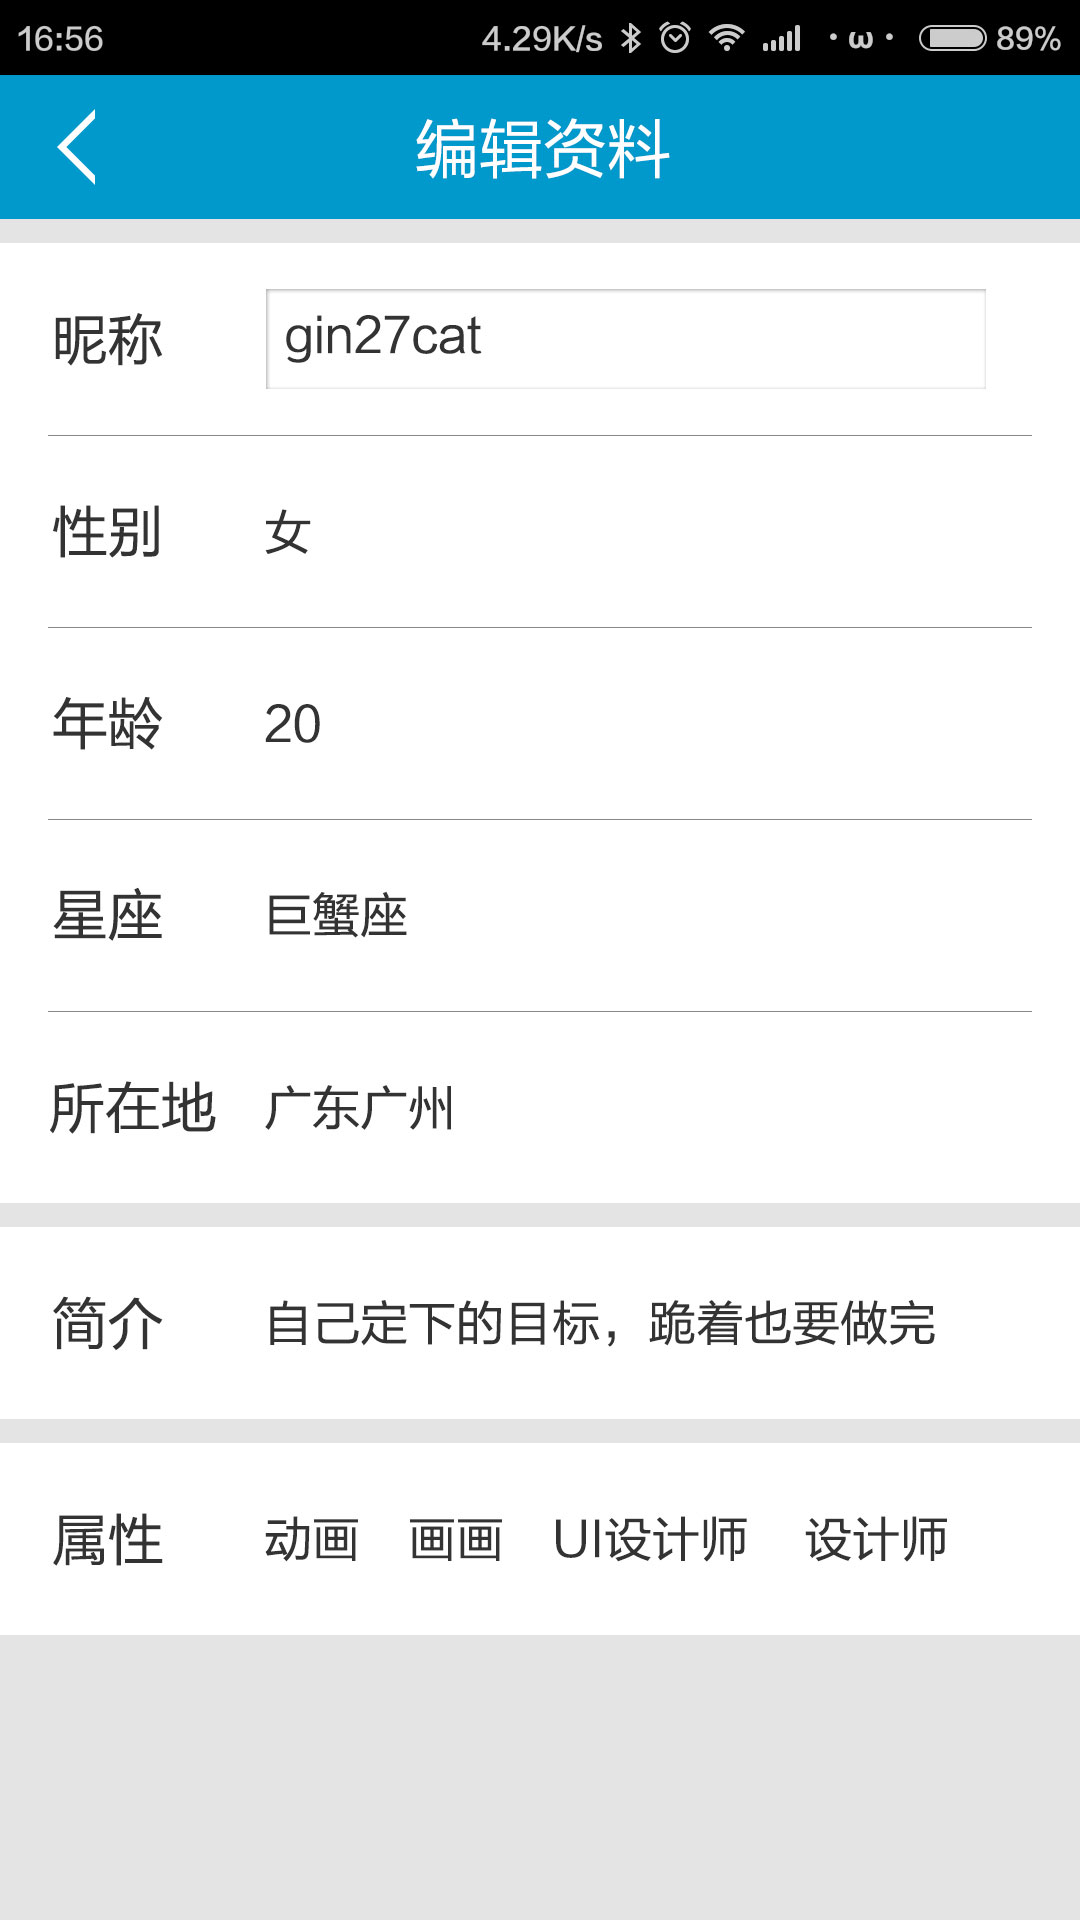 16:56 4.29K/s ·ω· 89%
编辑资料
昵称 gin27cat
性别 女
年龄 20
星座 巨蟹座
所在地 广东广州
简介 自己定下的目标，跪着也要做完
属性 动画 画画 UI设计师 设计师